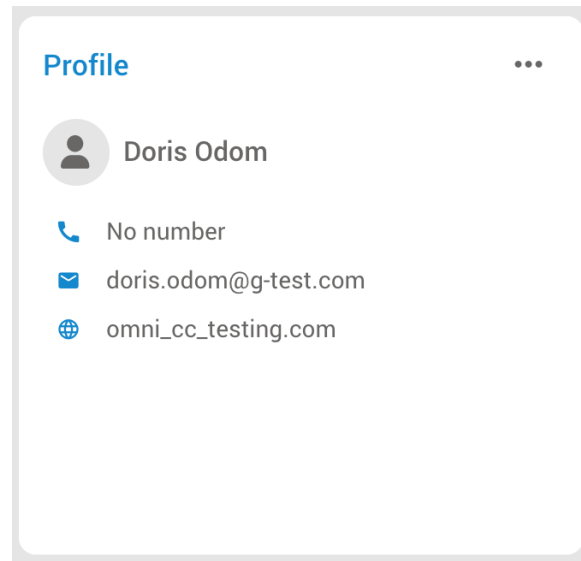 Profile
Doris Odom
No number
doris.odom@g-test.com
omni_cc_testing.com